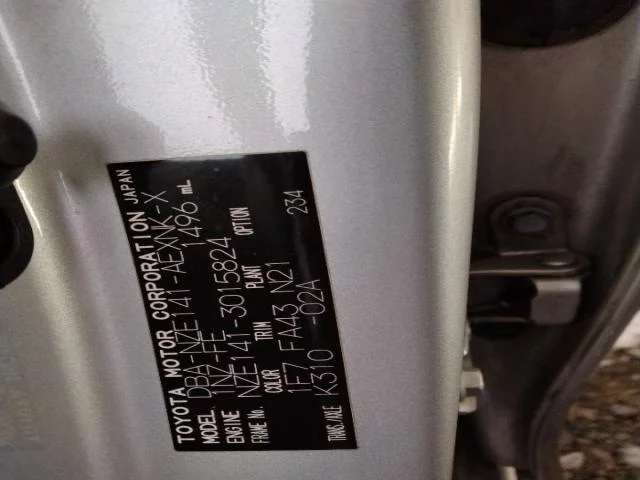 TOYOTA MOTOR CORPORATION JAPAN
MODEL DBA-NZE141-AEXNK-X
ENGINE 1NZ-FE 1496 mL
FRAME No. NZE141-3015824
COLOR TRIM PLANT OPTION
1F7 FA43 N21 234
TRANS./AXLE K310 -02A